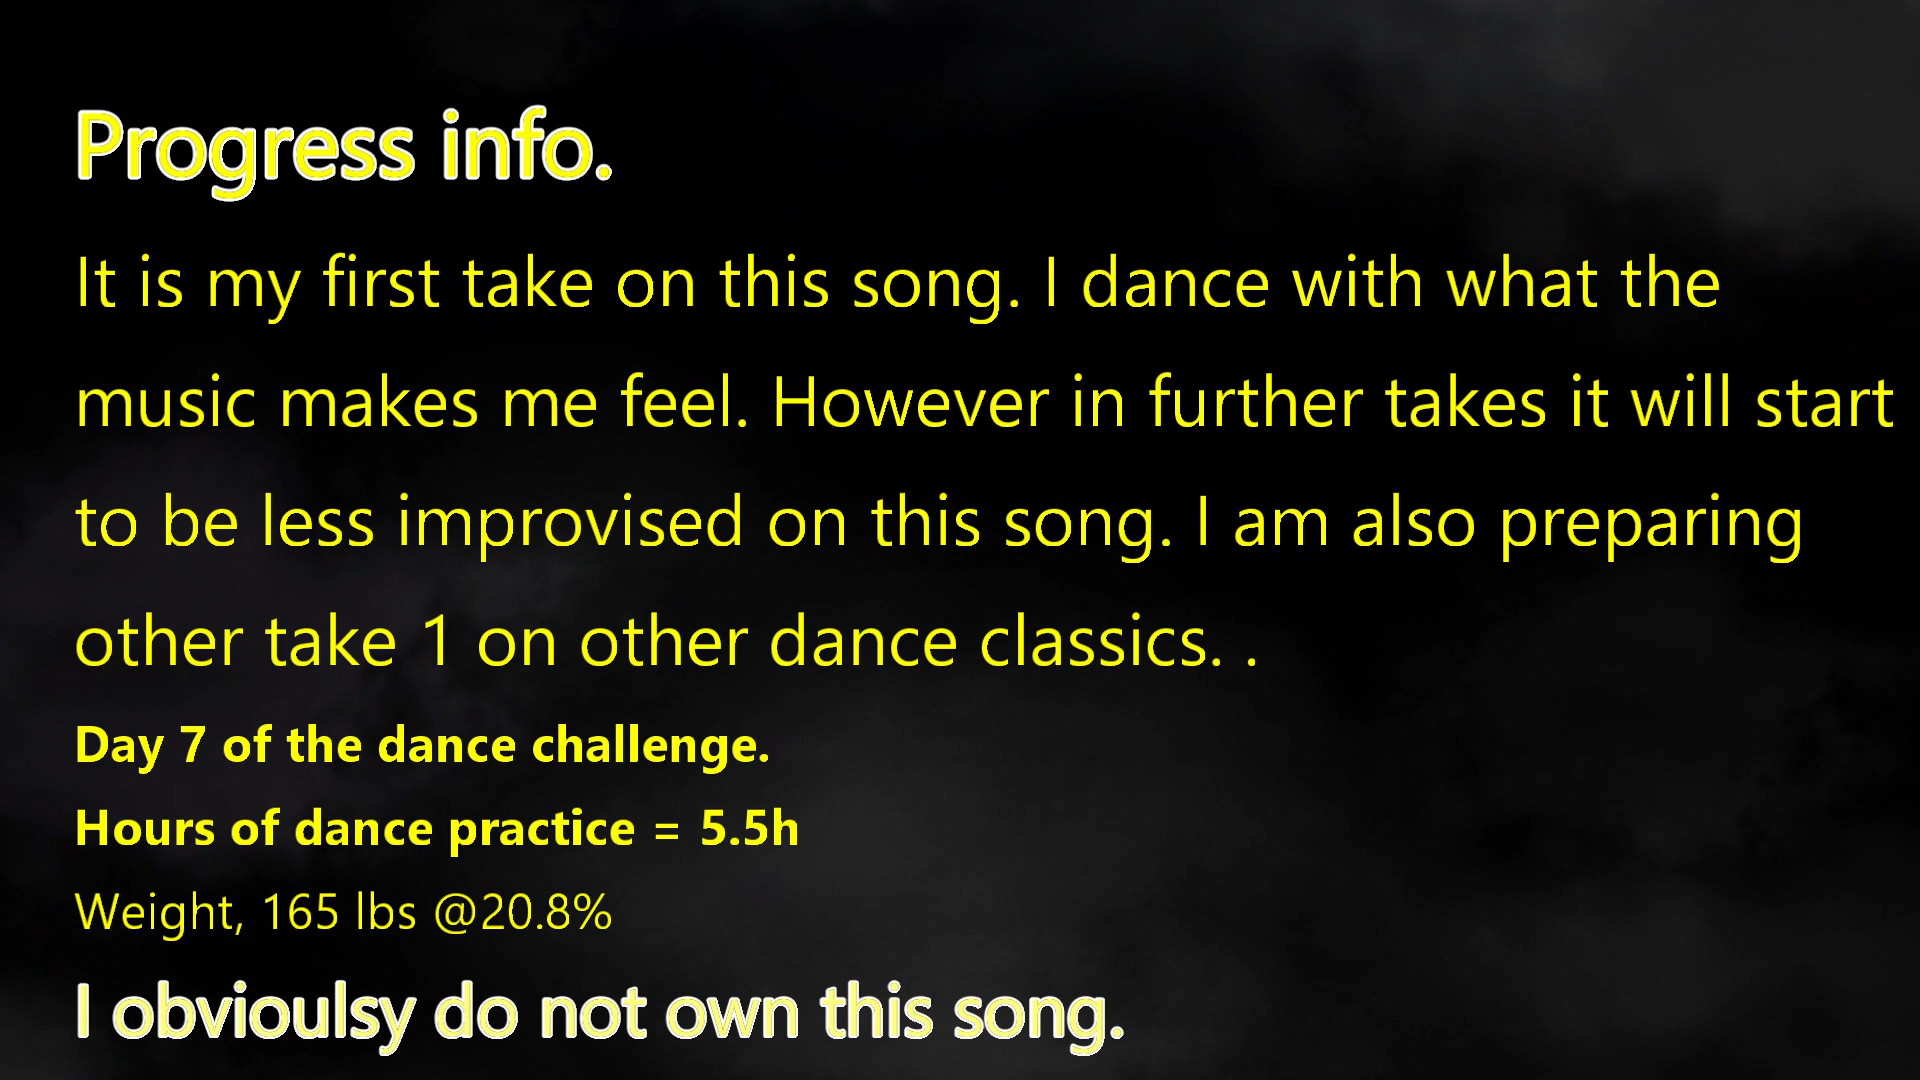 Progress info.
It is my first take on this song. I dance with what the
music makes me feel. However in further takes it will start
to be less improvised on this song. I am also preparing
other take 1 on other dance classics. .
Day 7 of the dance challenge.
Hours of dance practice = 5.5h
Weight, 165 lbs @20.8%
I obvioulsy do not own this song.